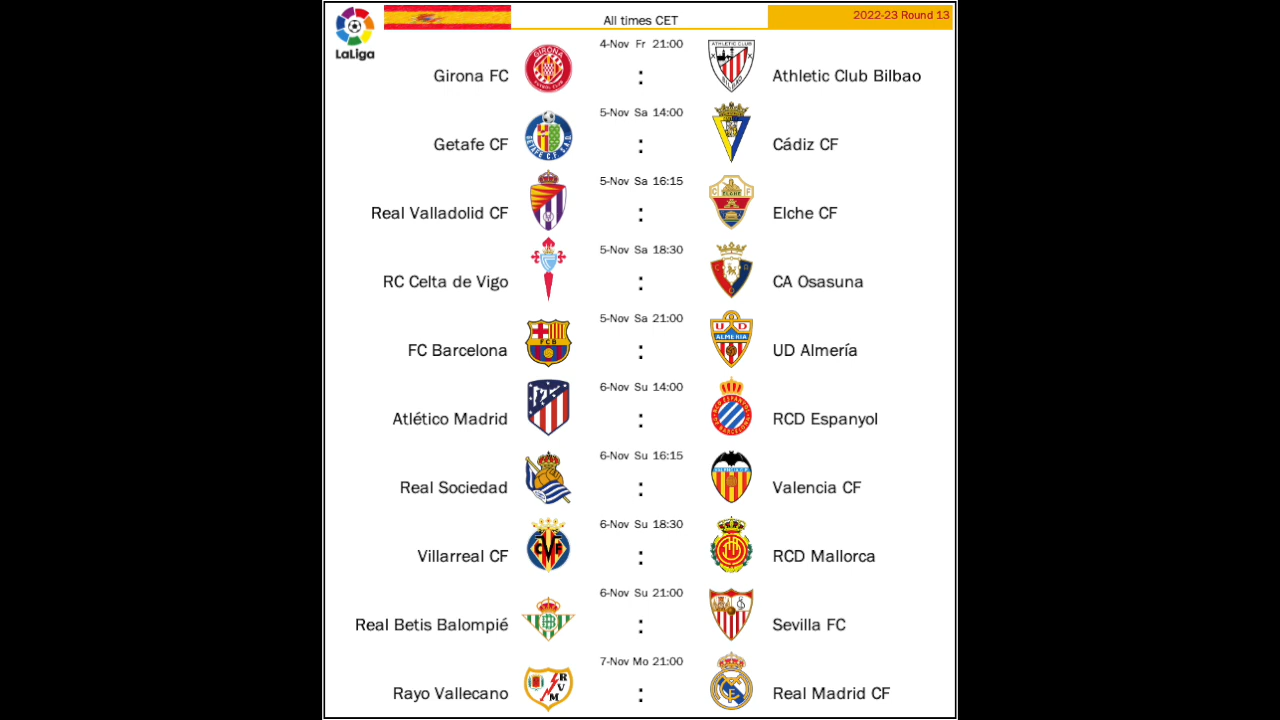 LaLiga
All times CET
2022-23 Round 13
4-Nov Fr 21:00
Girona FC : Athletic Club Bilbao
5-Nov Sa 14:00
Getafe CF : Cádiz CF
5-Nov Sa 16:15
Real Valladolid CF : Elche CF
5-Nov Sa 18:30
RC Celta de Vigo : CA Osasuna
5-Nov Sa 21:00
FC Barcelona : UD Almería
6-Nov Su 14:00
Atlético Madrid : RCD Espanyol
6-Nov Su 16:15
Real Sociedad : Valencia CF
6-Nov Su 18:30
Villarreal CF : RCD Mallorca
6-Nov Su 21:00
Real Betis Balompié : Sevilla FC
7-Nov Mo 21:00
Rayo Vallecano : Real Madrid CF